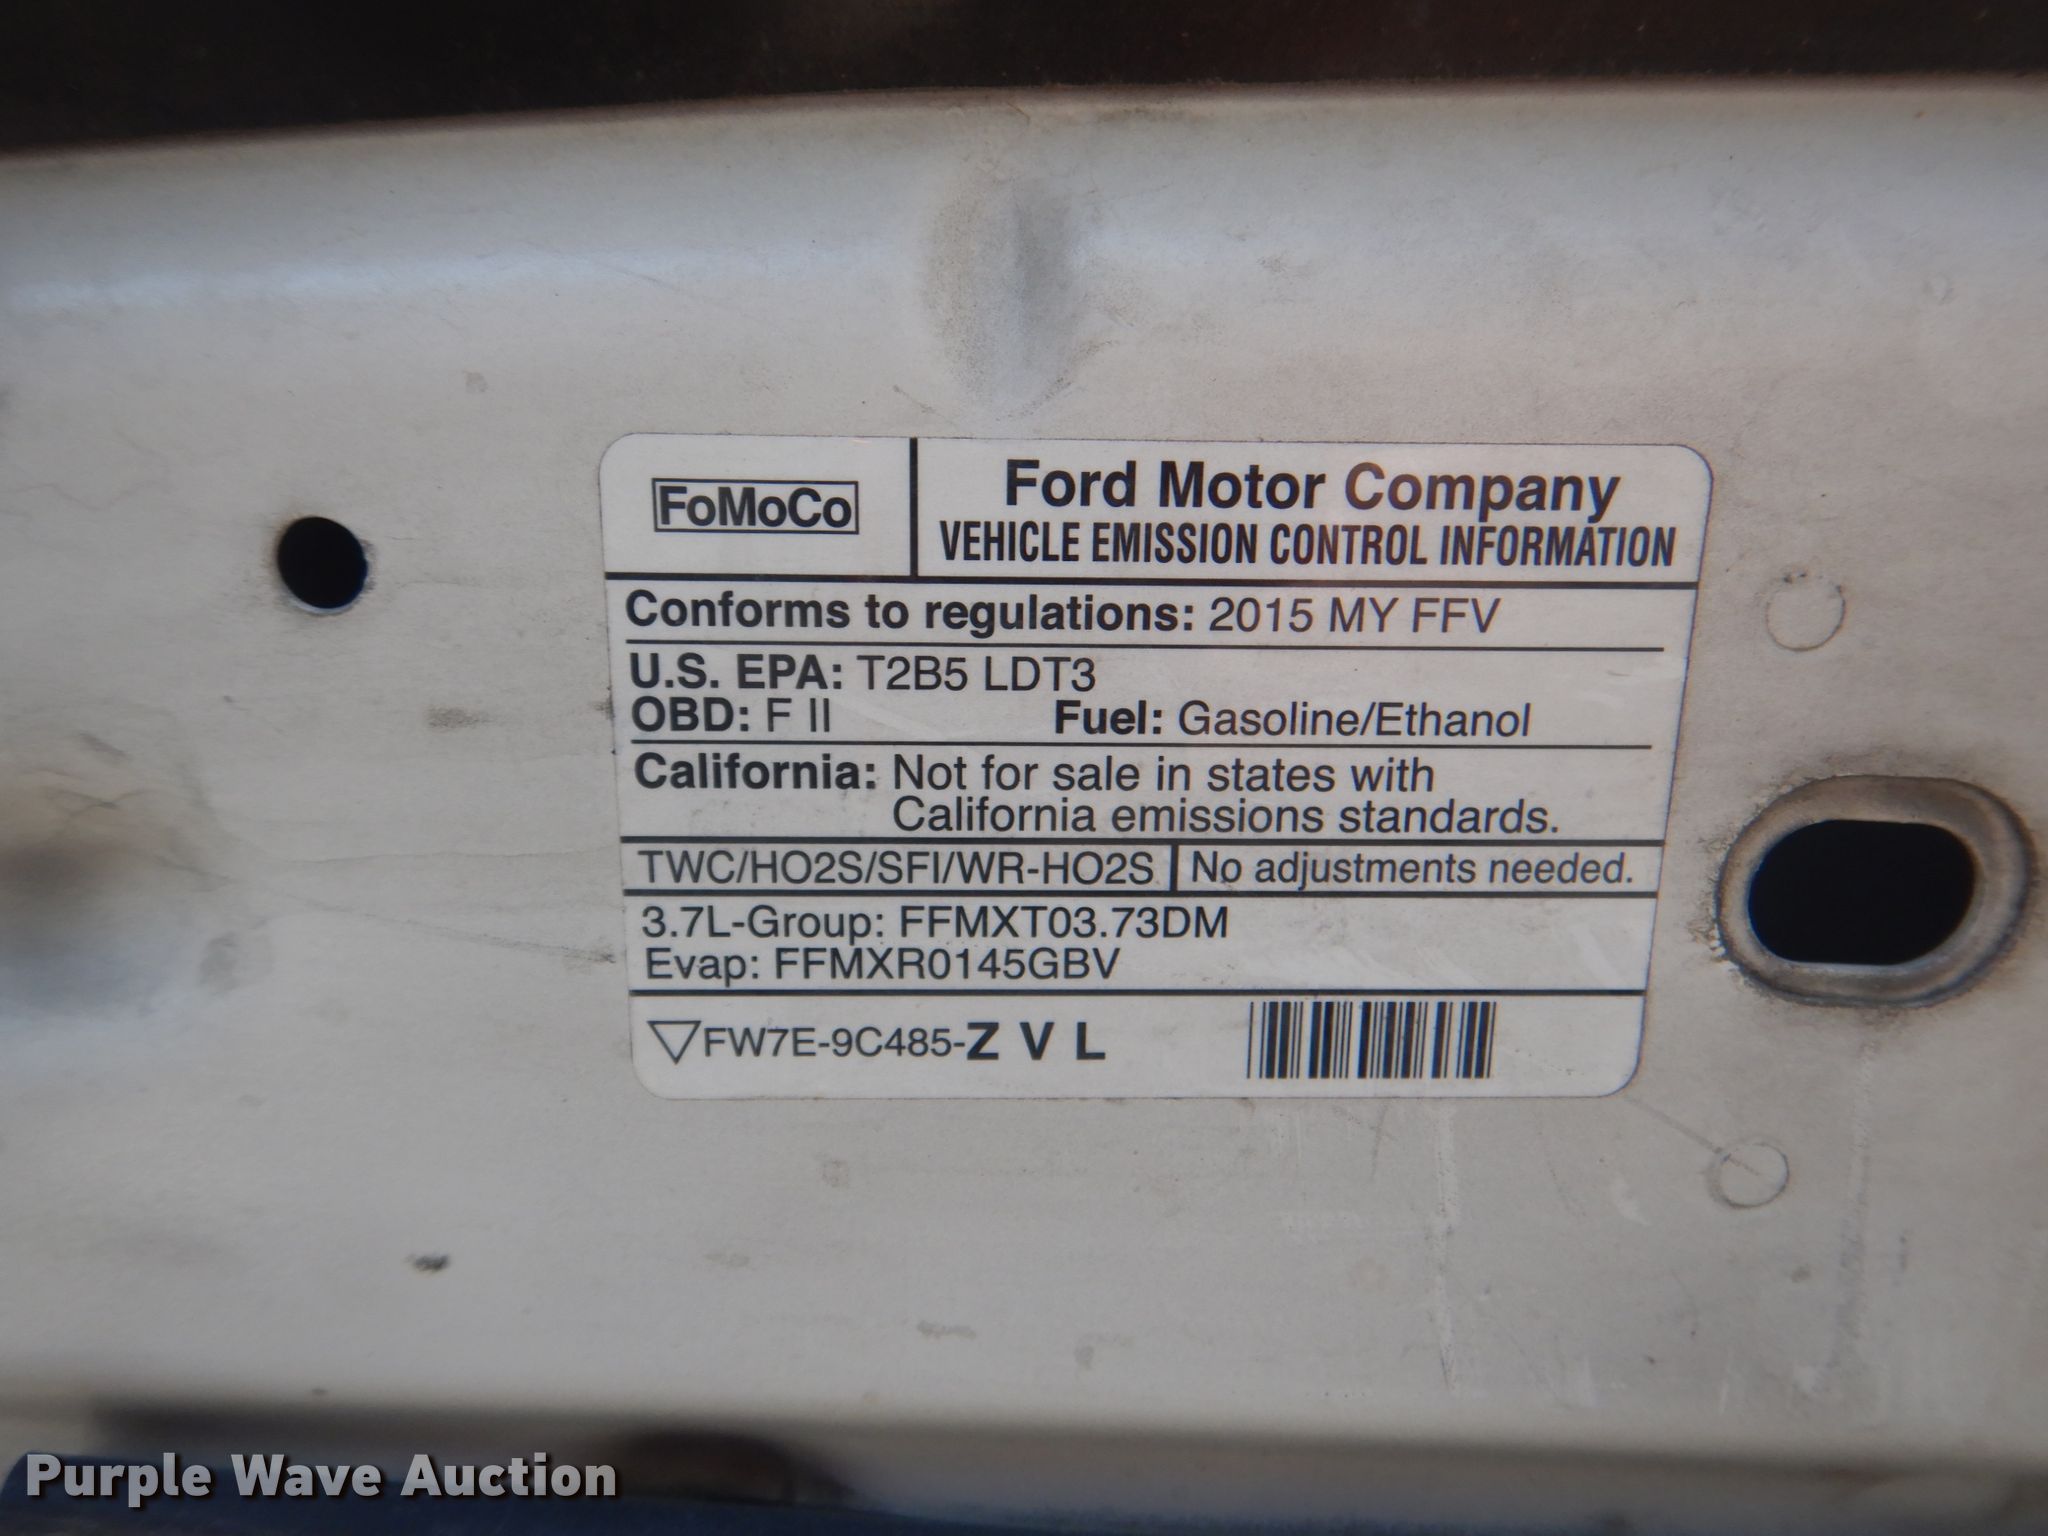 FoMoCo
Ford Motor Company
VEHICLE EMISSION CONTROL INFORMATION
Conforms to regulations: 2015 MY FFV
U.S. EPA: T2B5 LDT3
OBD: F II Fuel: Gasoline/Ethanol
California: Not for sale in states with
California emissions standards.
TWC/HO2S/SFI/WR-HO2S No adjustments needed.
3.7L-Group: FFMXT03.73DM
Evap: FFMXR0145GBV
FW7E-9C485-Z V L
Purple Wave Auction